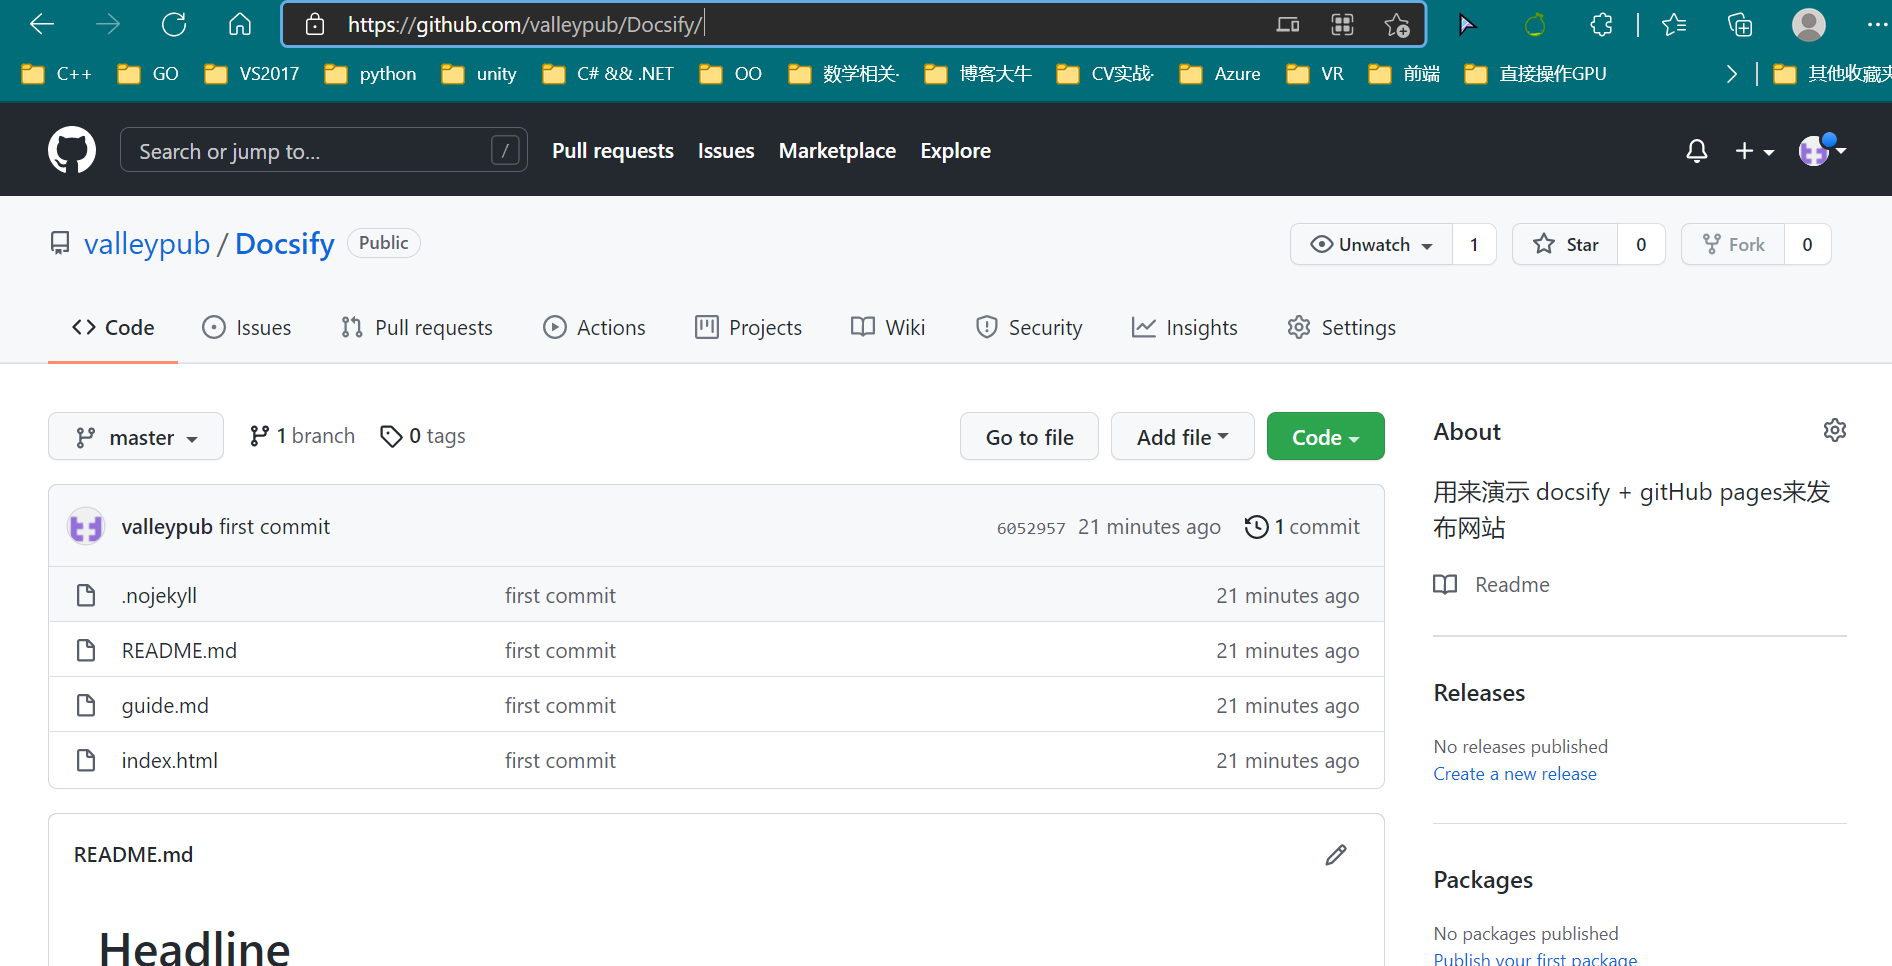 https://github.com/valleypub/Docsify/
C++ GO VS2017 python unity C# && .NET OO 数学相关· 博客大牛 CV实战· Azure VR 前端 直接操作GPU 其他收藏夹
Search or jump to... / Pull requests Issues Marketplace Explore
valleypub / Docsify Public Unwatch 1 Star 0 Fork 0
Code Issues Pull requests Actions Projects Wiki Security Insights Settings
master 1 branch 0 tags Go to file Add file Code
valleypub first commit 6052957 21 minutes ago 1 commit
.nojekyll first commit 21 minutes ago
README.md first commit 21 minutes ago
guide.md first commit 21 minutes ago
index.html first commit 21 minutes ago
README.md
Headline
About
用来演示 docsify + gitHub pages来发
布网站
Readme
Releases
No releases published
Create a new release
Packages
No packages published
Publish your first package